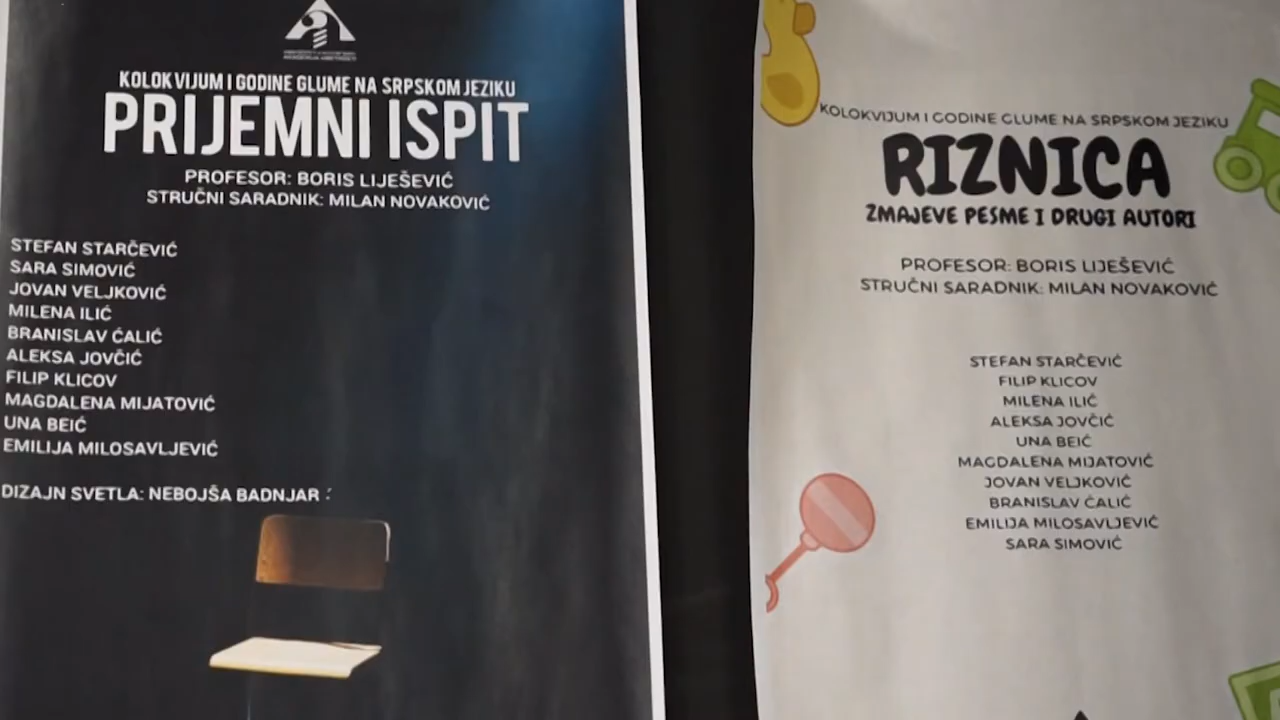 KOLOKVIJUM I GODINE GLUME NA SRPSKOM JEZIKU
PRIJEMNI ISPIT
PROFESOR: BORIS LIJEŠEVIĆ
STRUČNI SARADNIK: MILAN NOVAKOVIĆ
STEFAN STARČEVIĆ
SARA SIMOVIĆ
JOVAN VELJKOVIĆ
MILENA ILIĆ
BRANISLAV ĆALIĆ
ALEKSA JOVČIĆ
FILIP KLICOV
MAGDALENA MIJATOVIĆ
UNA BEIĆ
EMILIJA MILOSAVLJEVIĆ
DIZAJN SVETLA: NEBOJŠA BADNJAR
KOLOKVIJUM I GODINE GLUME NA SRPSKOM JEZIKU
RIZNICA
ZMAJEVE PESME I DRUGI AUTORI
PROFESOR: BORIS LIJEŠEVIĆ
STRUČNI SARADNIK: MILAN NOVAKOVIĆ
STEFAN STARČEVIĆ
FILIP KLICOV
MILENA ILIĆ
ALEKSA JOVČIĆ
UNA BEIĆ
MAGDALENA MIJATOVIĆ
JOVAN VELJKOVIĆ
BRANISLAV ĆALIĆ
EMILIJA MILOSAVLJEVIĆ
SARA SIMOVIĆ